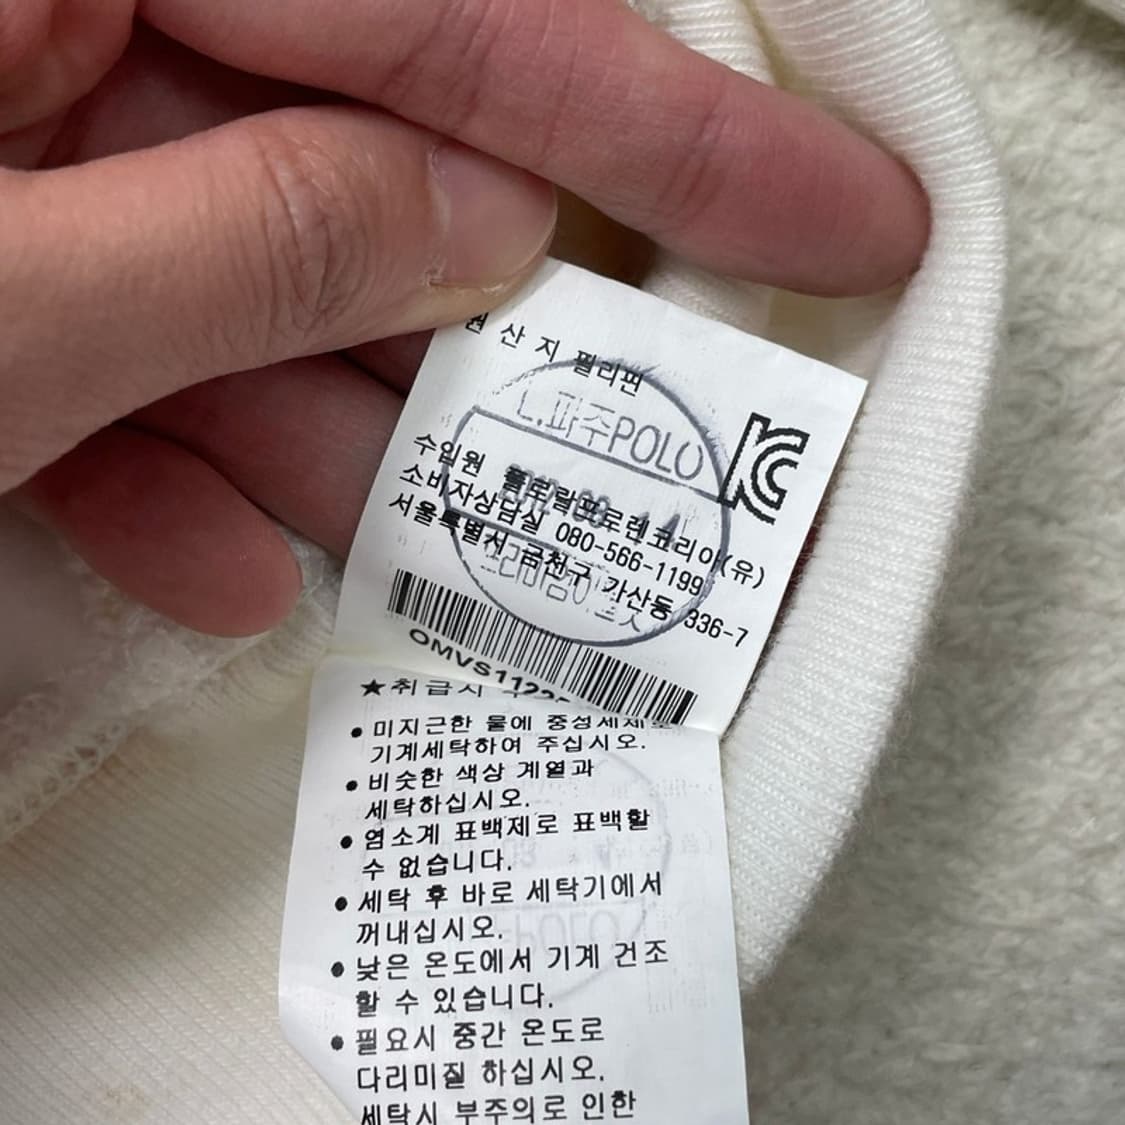 원산지 필리핀
L.파주POLO
KC
수입원 폴로랄프로렌코리아(유)
소비자상담실 080-566-1199
서울특별시 금천구 가산동 336-7
OMVS1122
★취급시
• 미지근한 물에 중성세제로
기계세탁하여 주십시오.
• 비슷한 색상 계열과
세탁하십시오.
• 염소계 표백제로 표백할
수 없습니다.
• 세탁 후 바로 세탁기에서
꺼내십시오.
• 낮은 온도에서 기계 건조
할 수 있습니다.
• 필요시 중간 온도로
다리미질 하십시오.
세탁시 부주의로 인한